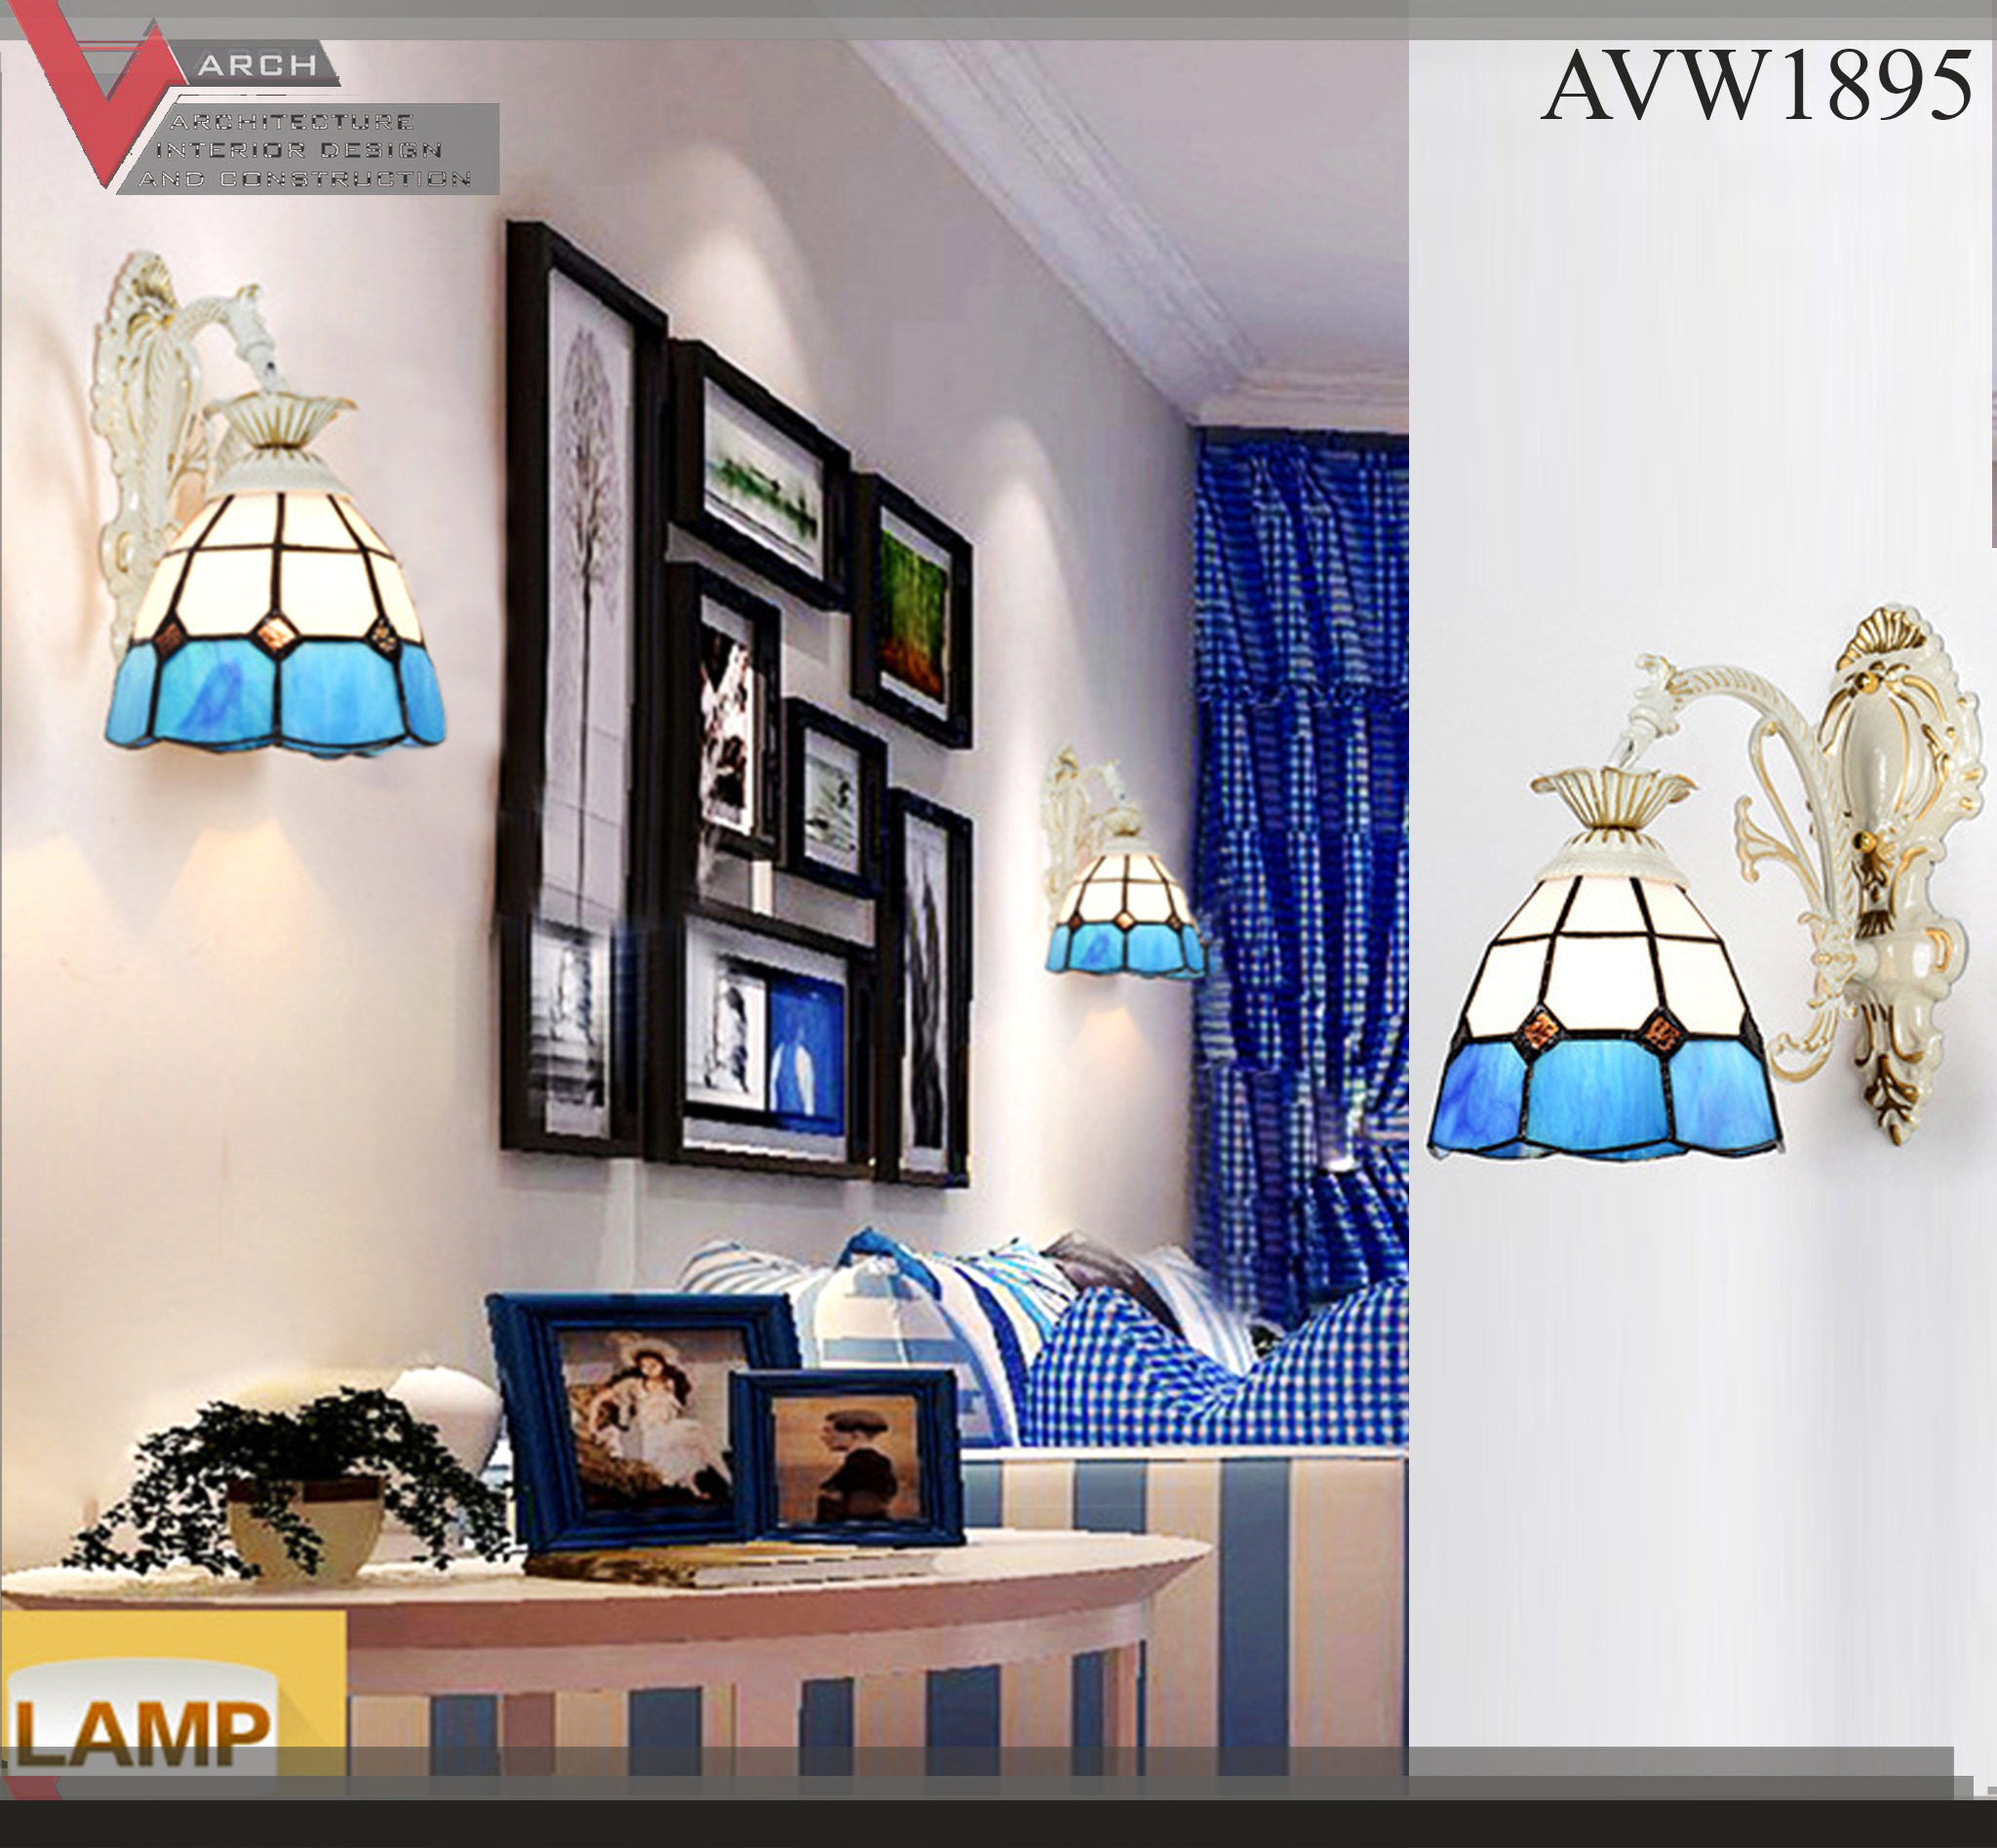 ARCH
ARCHITECTURE
INTERIOR DESIGN
AND CONSTRUCTION
AVW1895
LAMP